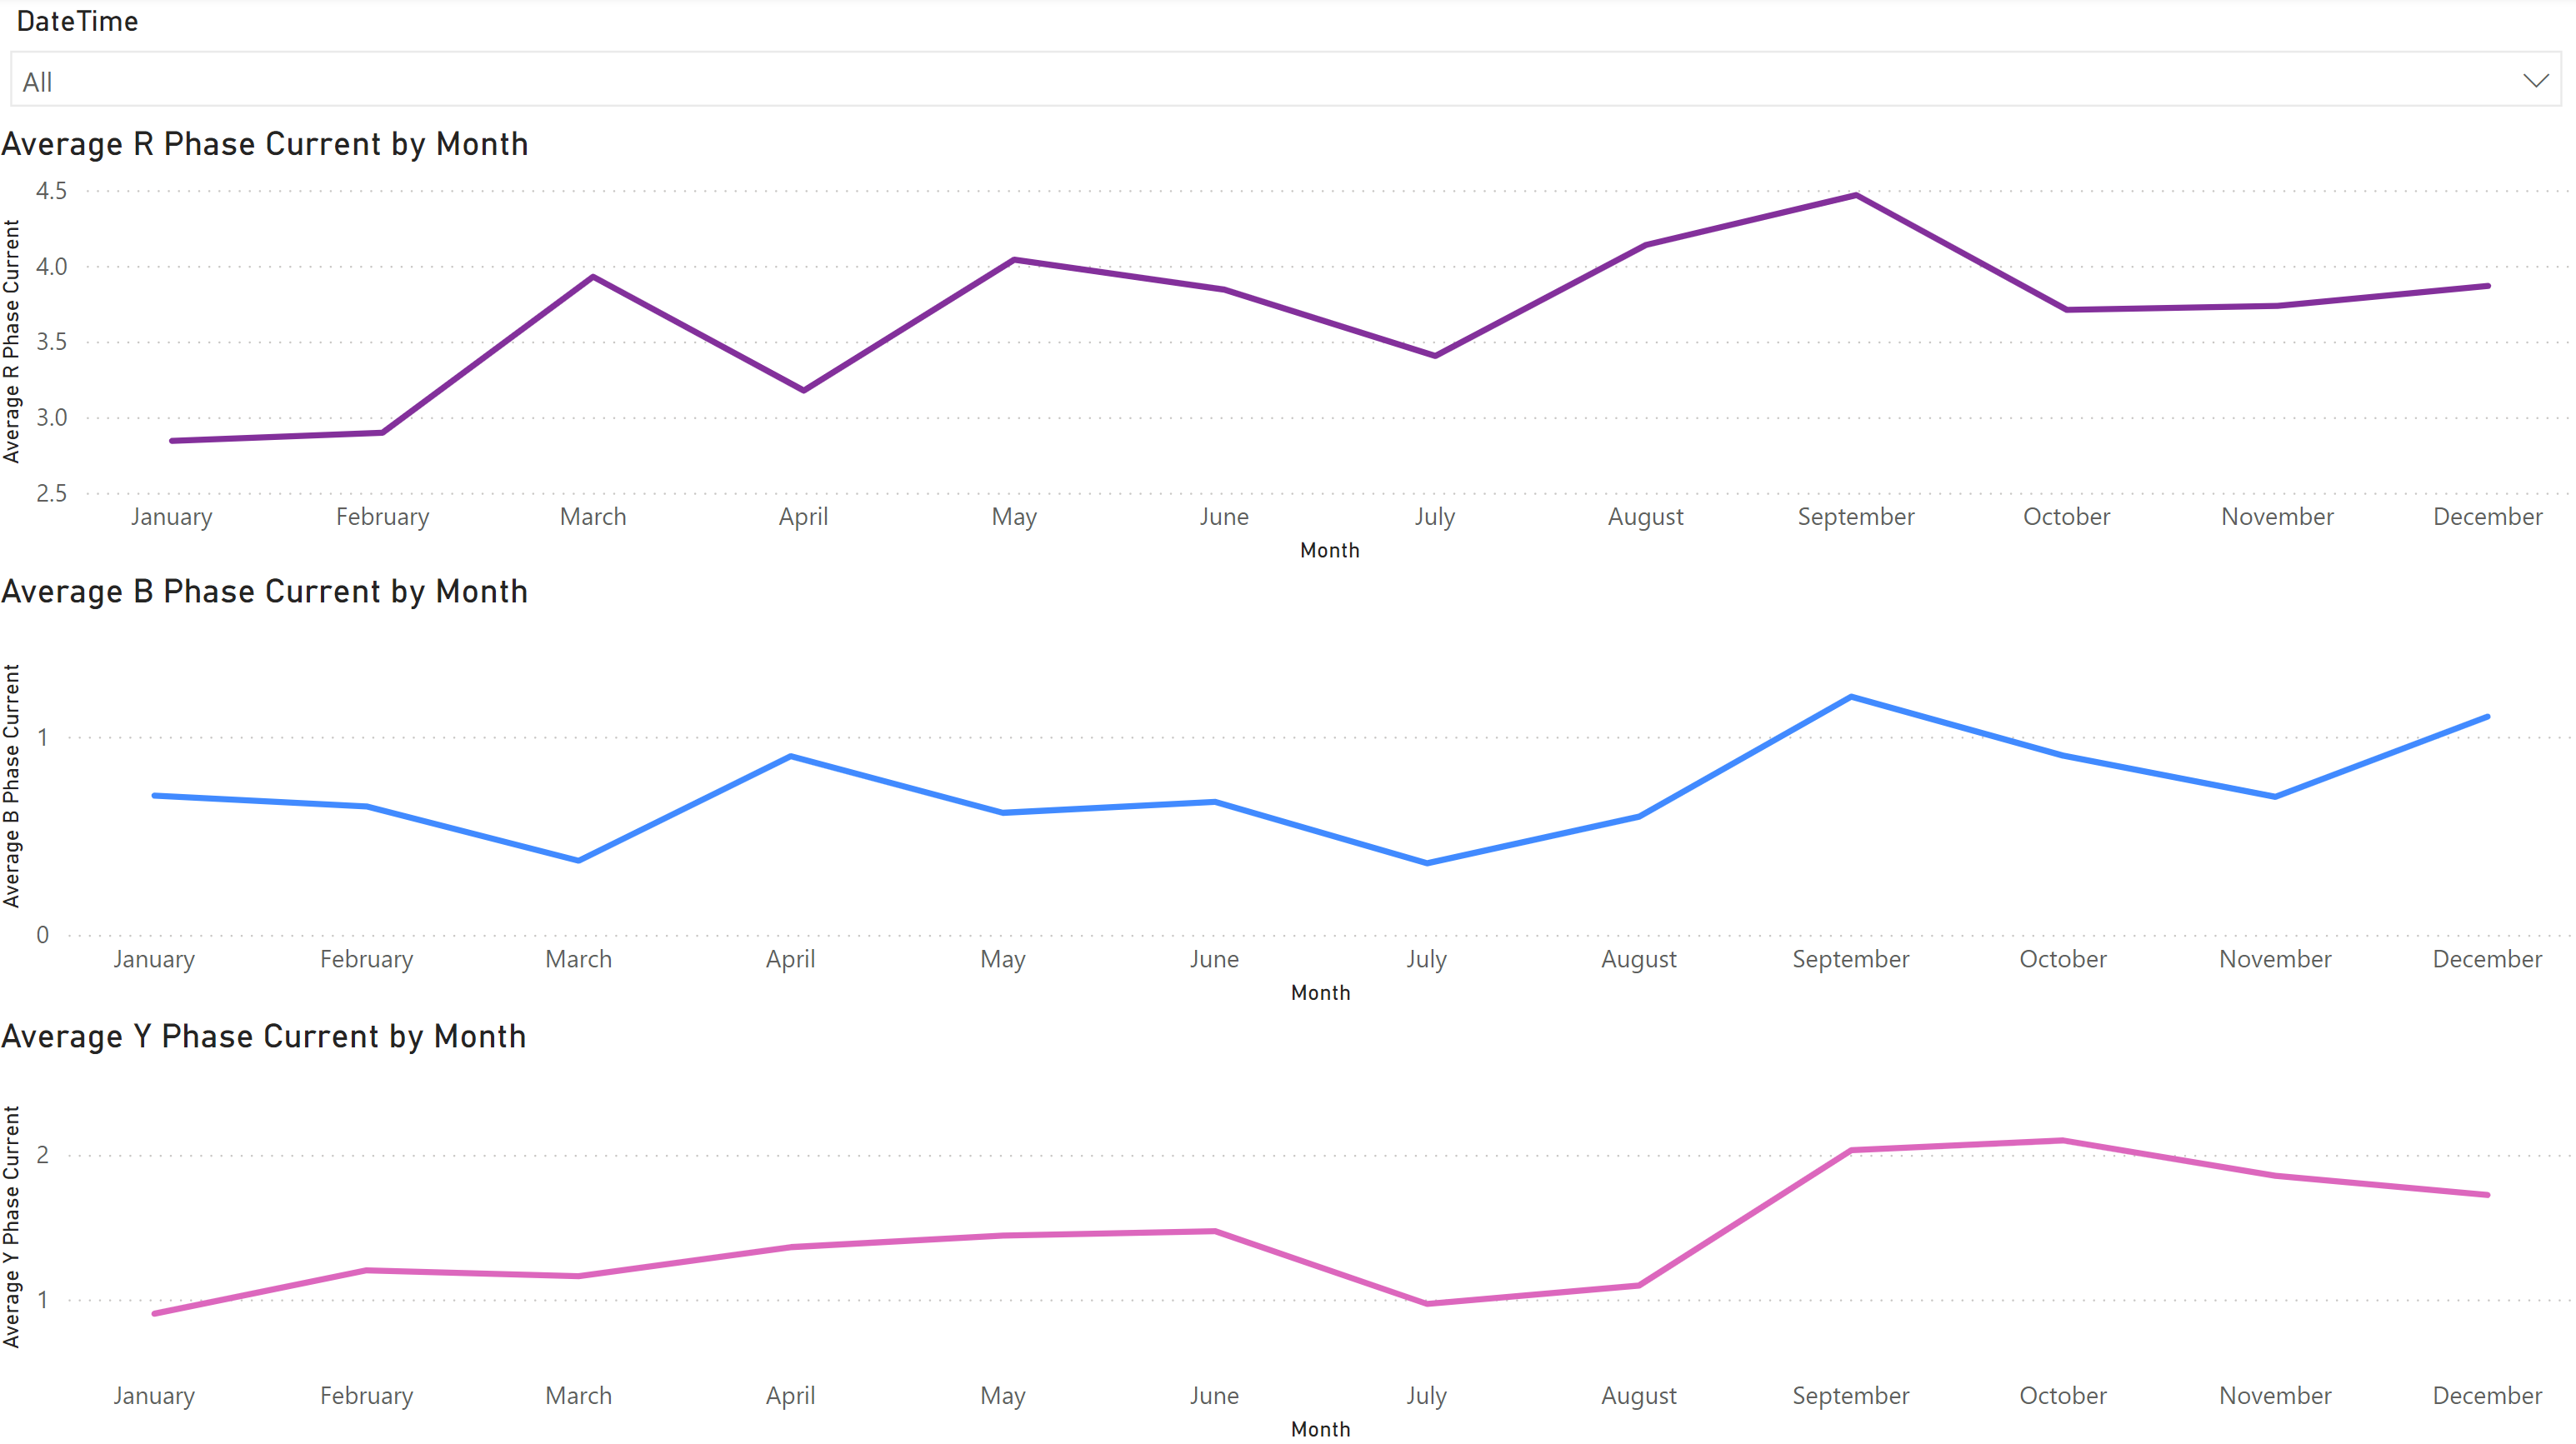 DateTime
All
Average R Phase Current by Month
Average R Phase Current
4.5
4.0
3.5
3.0
2.5
January February March April May June July August September October November December
Month
Average B Phase Current by Month
Average B Phase Current
1
0
January February March April May June July August September October November December
Month
Average Y Phase Current by Month
Average Y Phase Current
2
1
January February March April May June July August September October November December
Month